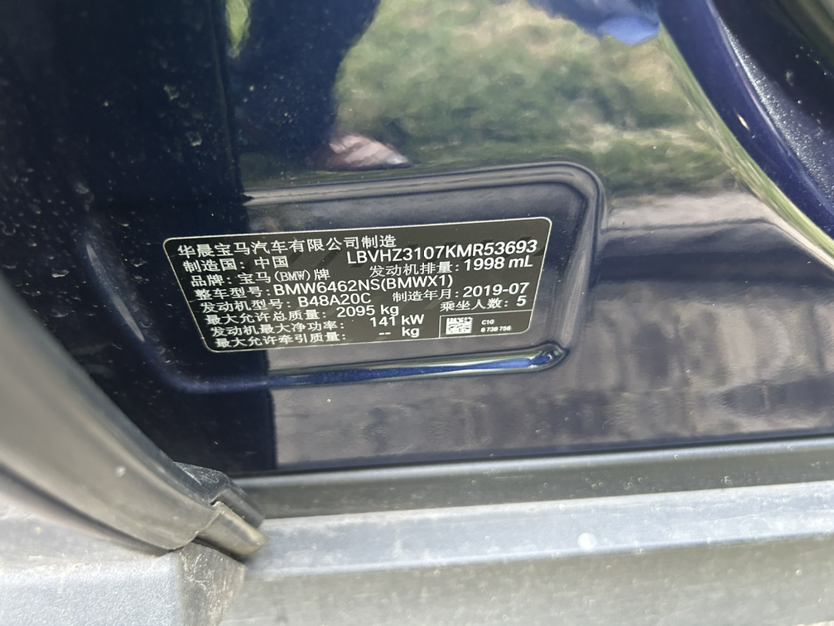 华晨宝马汽车有限公司制造
制造国：中国 LBVHZ3107KMR53693
品牌：宝马(BMW)牌 发动机排量：1998 mL
整车型号：BMW6462NS(BMWX1)
发动机型号：B48A20C 制造年月：2019-07
最大允许总质量：2095 kg 乘坐人数：5
发动机最大净功率：141 kW
最大允许牵引质量：-- kg
C10
6 738 756